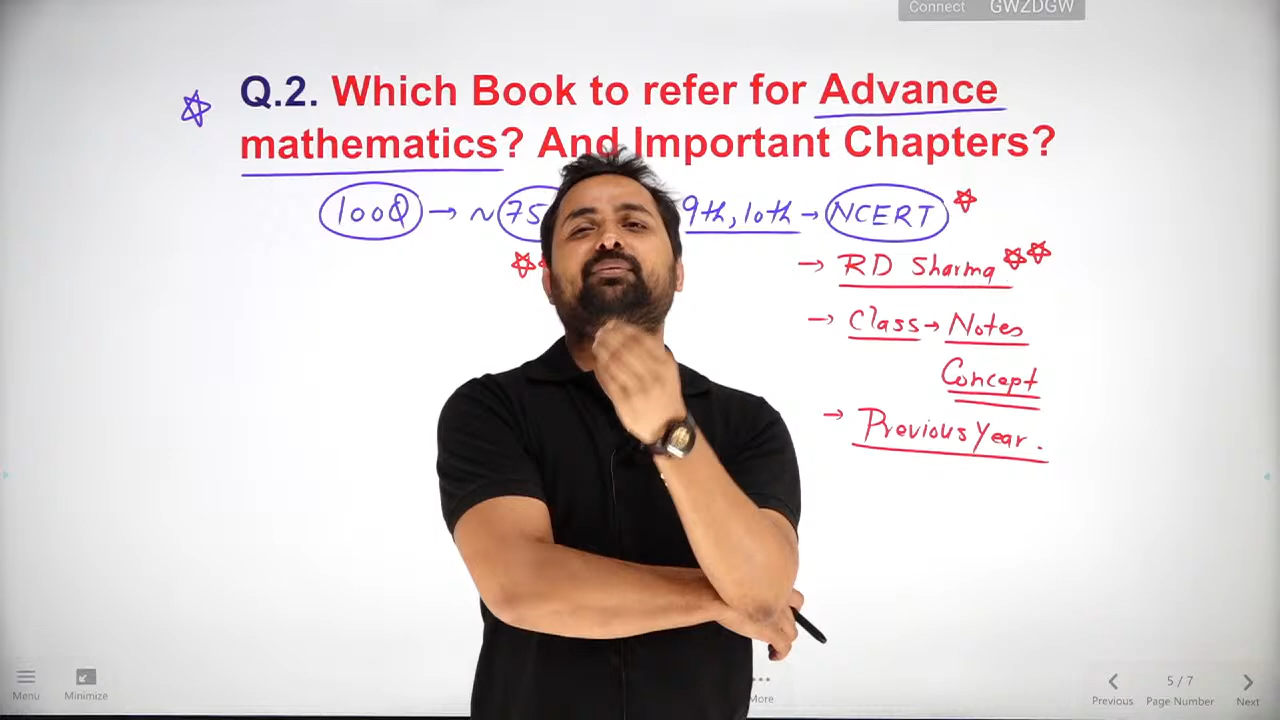 Connect GWZDGW
Q.2. Which Book to refer for Advance
mathematics? And Important Chapters?
100Q → ~75 9th, 10th → NCERT
→ RD Sharma
→ Class → Notes
Concept
→ Previous Year.
Menu
Minimize
More
Previous
5 / 7
Page Number
Next